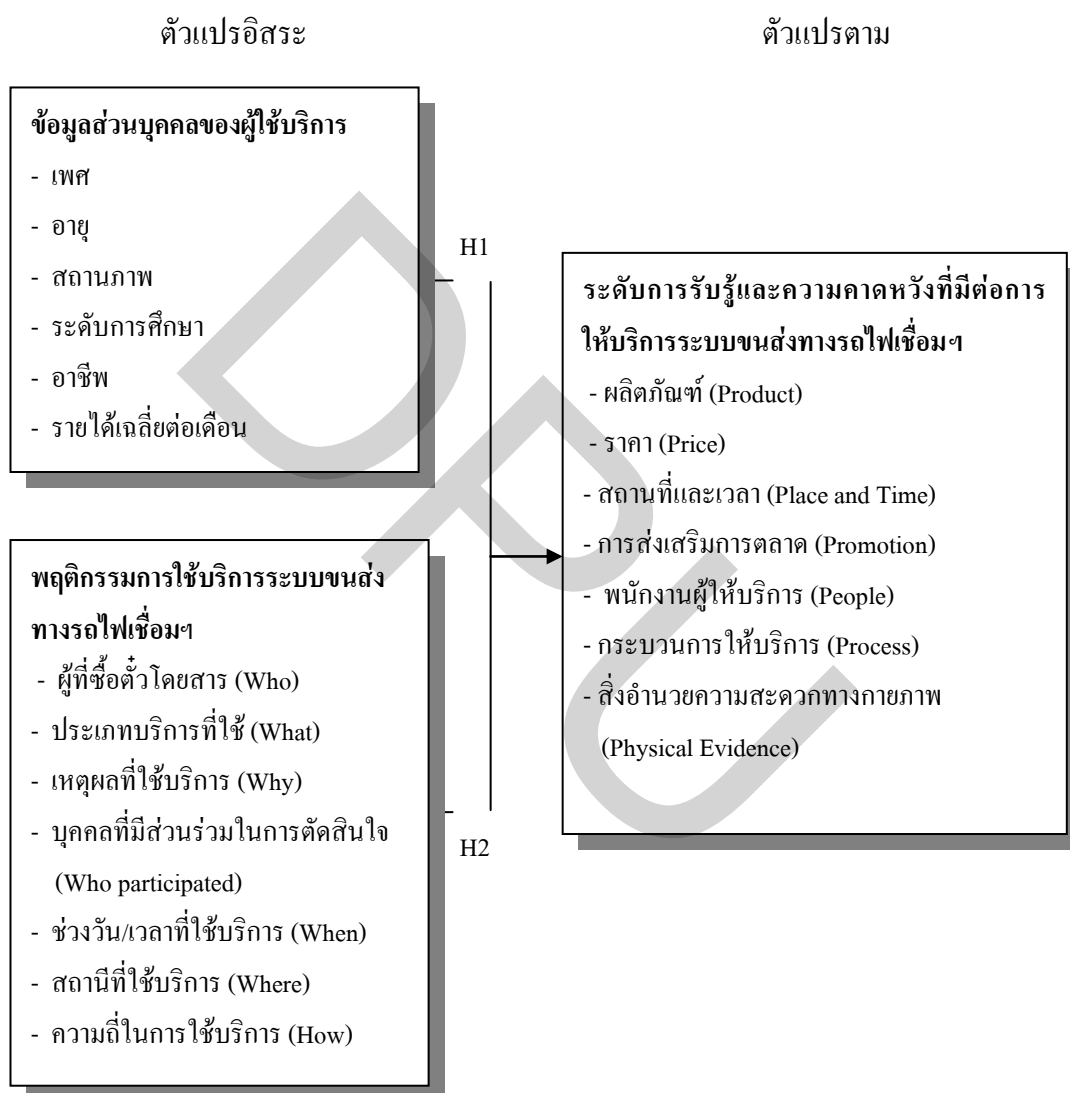 ตัวแปรอิสระ
ตัวแปรตาม
ข้อมูลส่วนบุคคลของผู้ใช้บริการ
- เพศ
- อายุ
- สถานภาพ
- ระดับการศึกษา
- อาชีพ
- รายได้เฉลี่ยต่อเดือน
H1
พฤติกรรมการใช้บริการระบบขนส่ง
ทางรถไฟเชื่อมฯ
- ผู้ที่ซื้อตั๋วโดยสาร (Who)
- ประเภทบริการที่ใช้ (What)
- เหตุผลที่ใช้บริการ (Why)
- บุคคลที่มีส่วนร่วมในการตัดสินใจ
(Who participated)
- ช่วงวัน/เวลาที่ใช้บริการ (When)
- สถานีที่ใช้บริการ (Where)
- ความถี่ในการใช้บริการ (How)
H2
ระดับการรับรู้และความคาดหวังที่มีต่อการ
ให้บริการระบบขนส่งทางรถไฟเชื่อมฯ
- ผลิตภัณฑ์ (Product)
- ราคา (Price)
- สถานที่และเวลา (Place and Time)
- การส่งเสริมการตลาด (Promotion)
- พนักงานผู้ให้บริการ (People)
- กระบวนการให้บริการ (Process)
- สิ่งอำนวยความสะดวกทางกายภาพ
(Physical Evidence)
DPU